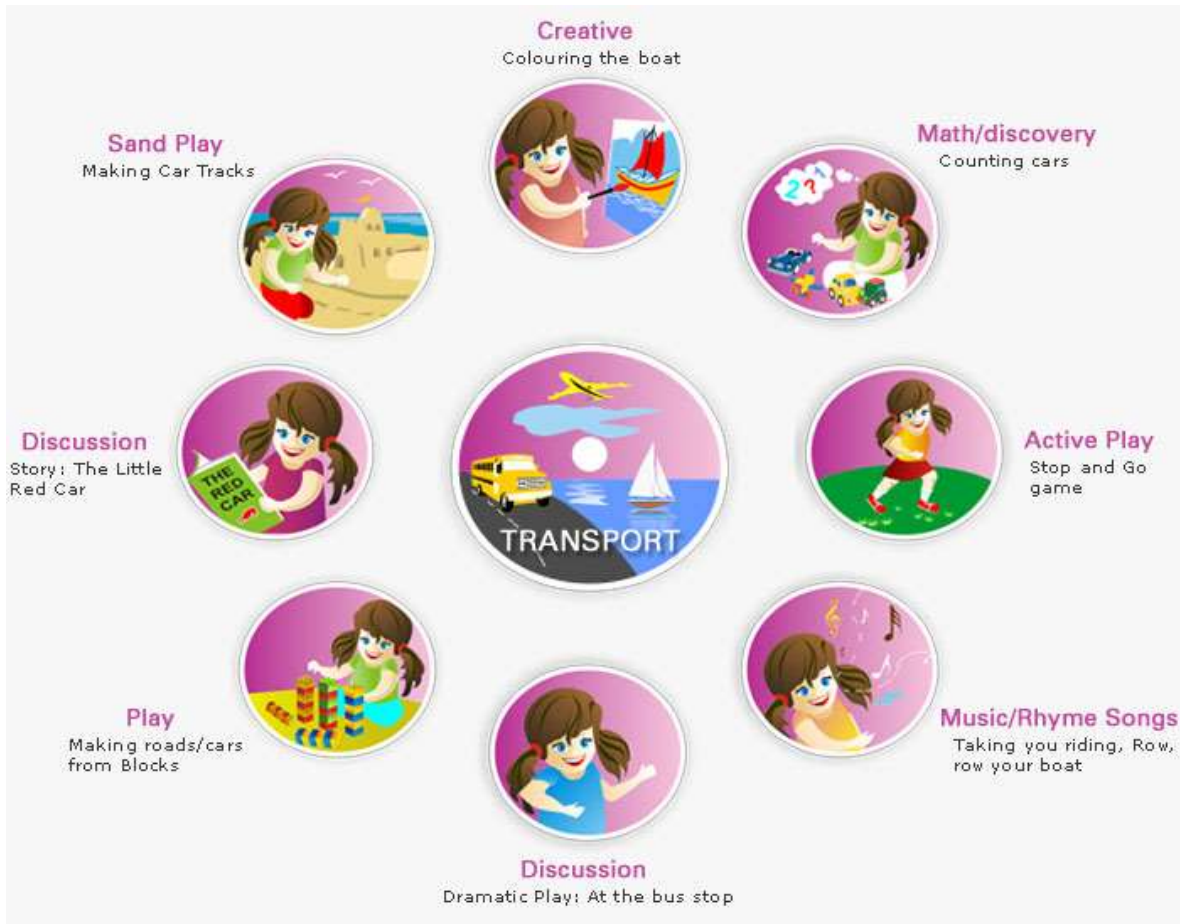 Creative
Colouring the boat
Sand Play
Making Car Tracks
Math/discovery
Counting cars
2 ?
Discussion
Story: The Little
Red Car
THE
RED
CAR
TRANSPORT
Active Play
Stop and Go
game
Play
Making roads/cars
from Blocks
Music/Rhyme Songs
Taking you riding, Row,
row your boat
Discussion
Dramatic Play: At the bus stop